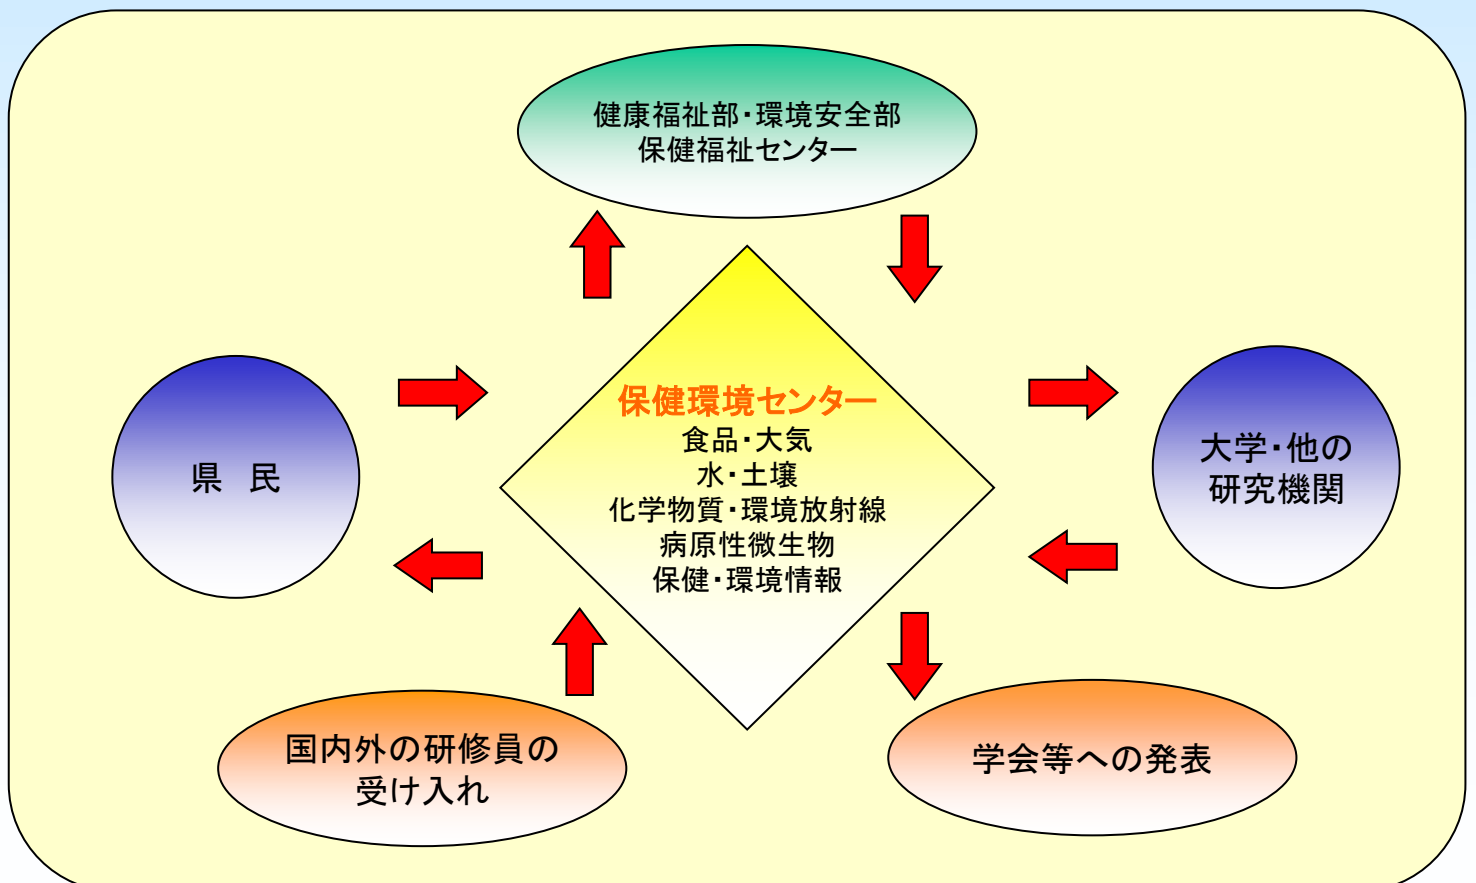 健康福祉部・環境安全部
保健福祉センター
保健環境センター
食品・大気
水・土壌
化学物質・環境放射線
病原性微生物
保健・環境情報
県　民
大学・他の
研究機関
国内外の研修員の
受け入れ
学会等への発表